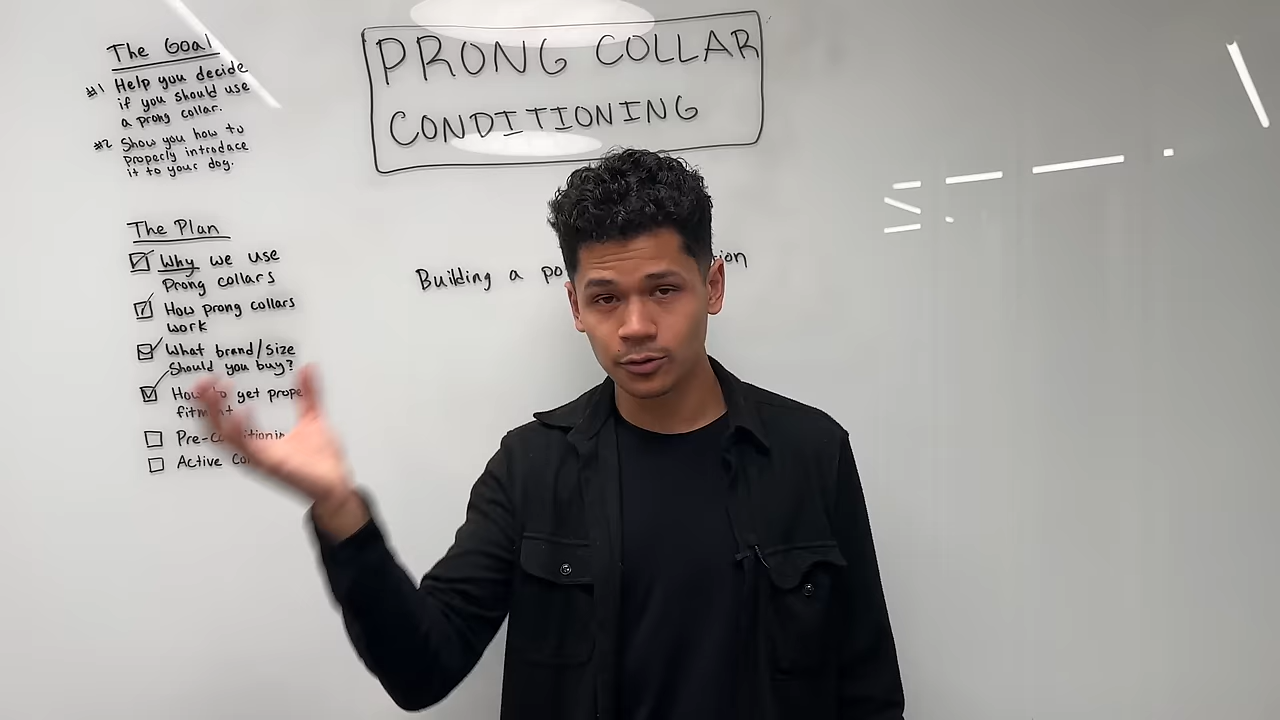 The Goal
#1 Help you decide
if you should use
a prong collar.
#2 Show you how to
properly introduce
it to your dog.
The Plan
Why we use
Prong collars
How prong collars
work
What brand/size
Should you buy?
get
Active
PRONG COLLAR
CONDITIONING
Building a